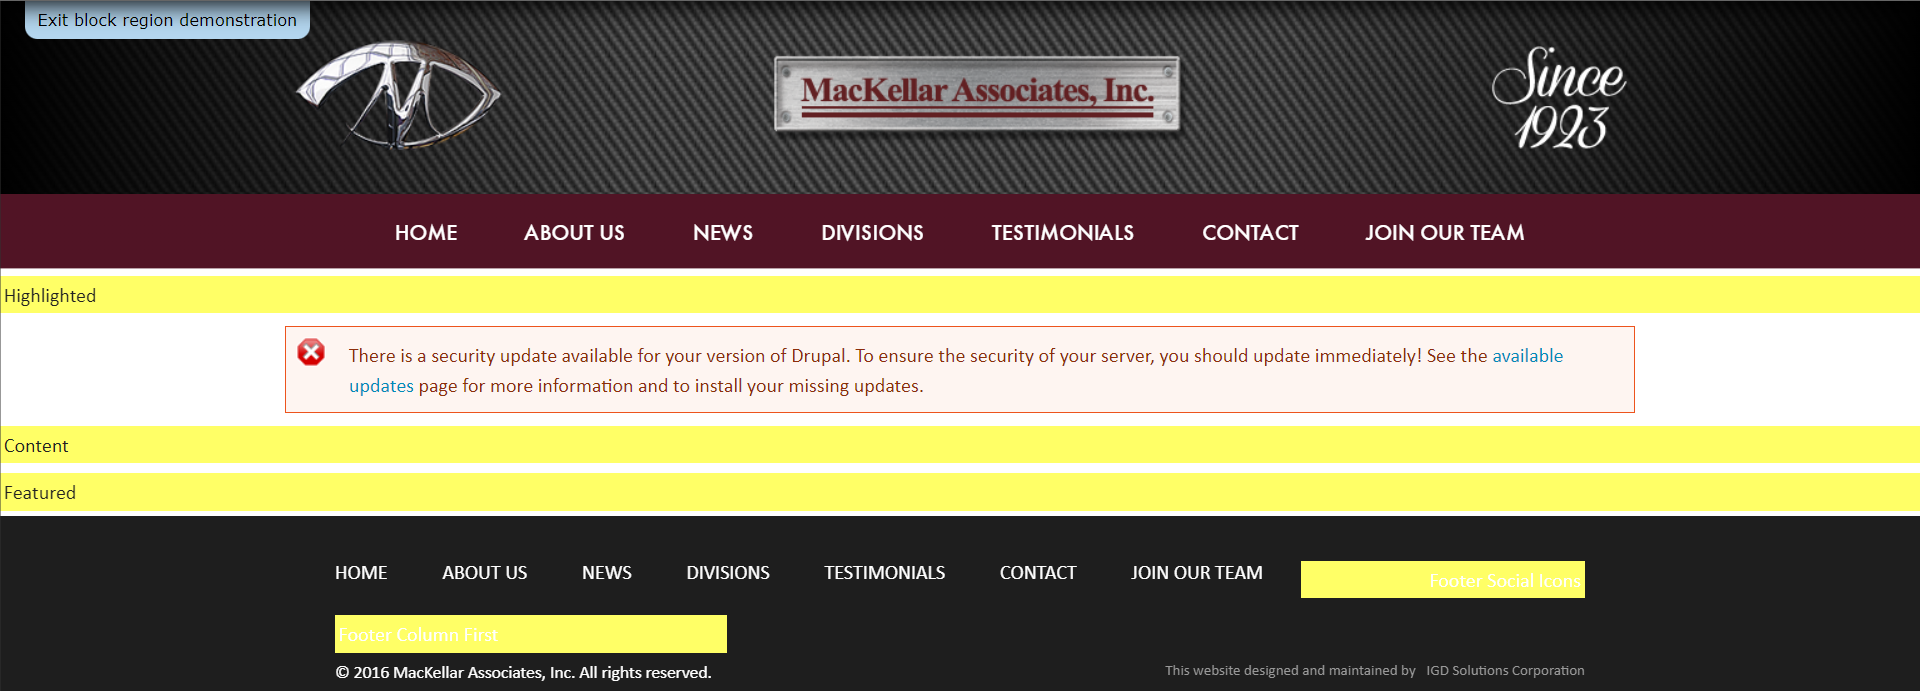 Exit block region demonstration
MacKellar Associates, Inc.
Since
1923
HOME ABOUT US NEWS DIVISIONS TESTIMONIALS CONTACT JOIN OUR TEAM
Highlighted
There is a security update available for your version of Drupal. To ensure the security of your server, you should update immediately! See the available
updates page for more information and to install your missing updates.
Content
Featured
HOME ABOUT US NEWS DIVISIONS TESTIMONIALS CONTACT JOIN OUR TEAM
Footer Social Icons
Footer Column First
© 2016 MacKellar Associates, Inc. All rights reserved.
This website designed and maintained by IGD Solutions Corporation